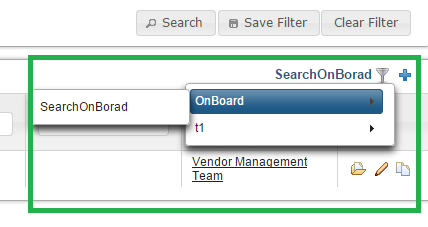 Search Save Filter Clear Filter
SearchOnBorad
SearchOnBorad OnBoard
t1
Vendor Management
Team